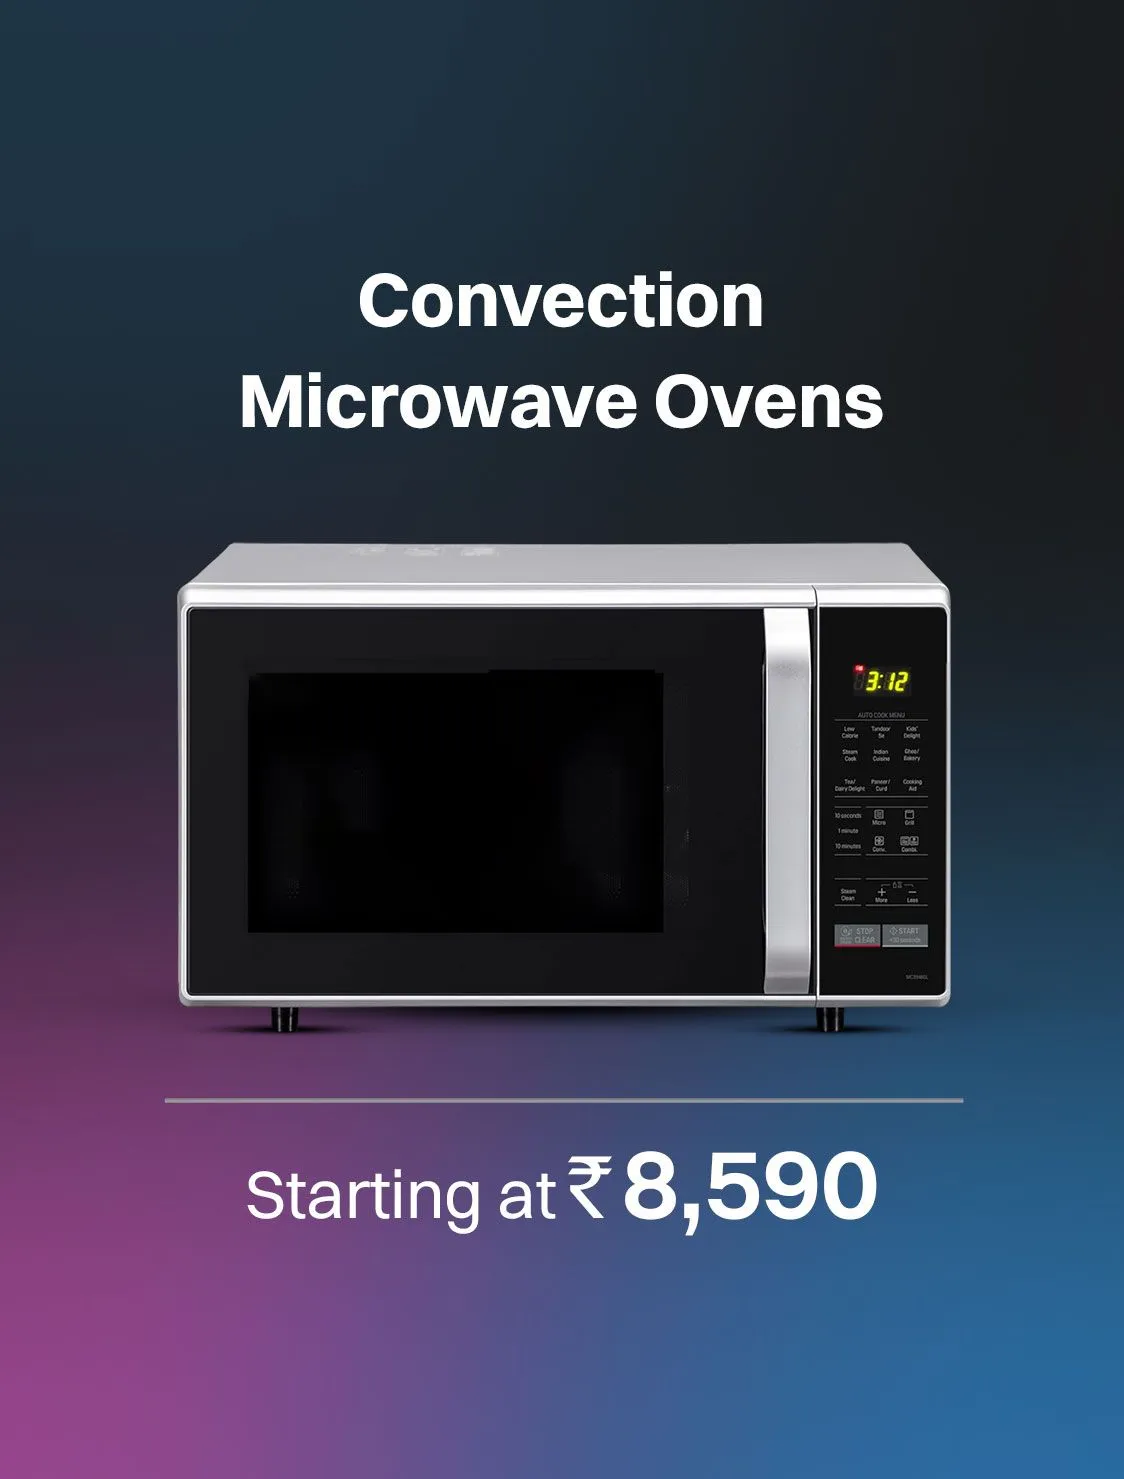 Convection
Microwave Ovens
3:12
AUTO COOK MENU
Low Tandoor Kids'
Calorie Se Delight
Steam Indian Ghee/
Cook Cuisine Bakery
Tea/ Paneer/ Cooking
Dairy Delight Curd Aid
10 seconds
Micro Grill
1 minute
10 minutes
Conv. Combi.
Steam
Clean More Less
STOP START
CLEAR +30 seconds
Starting at ₹8,590